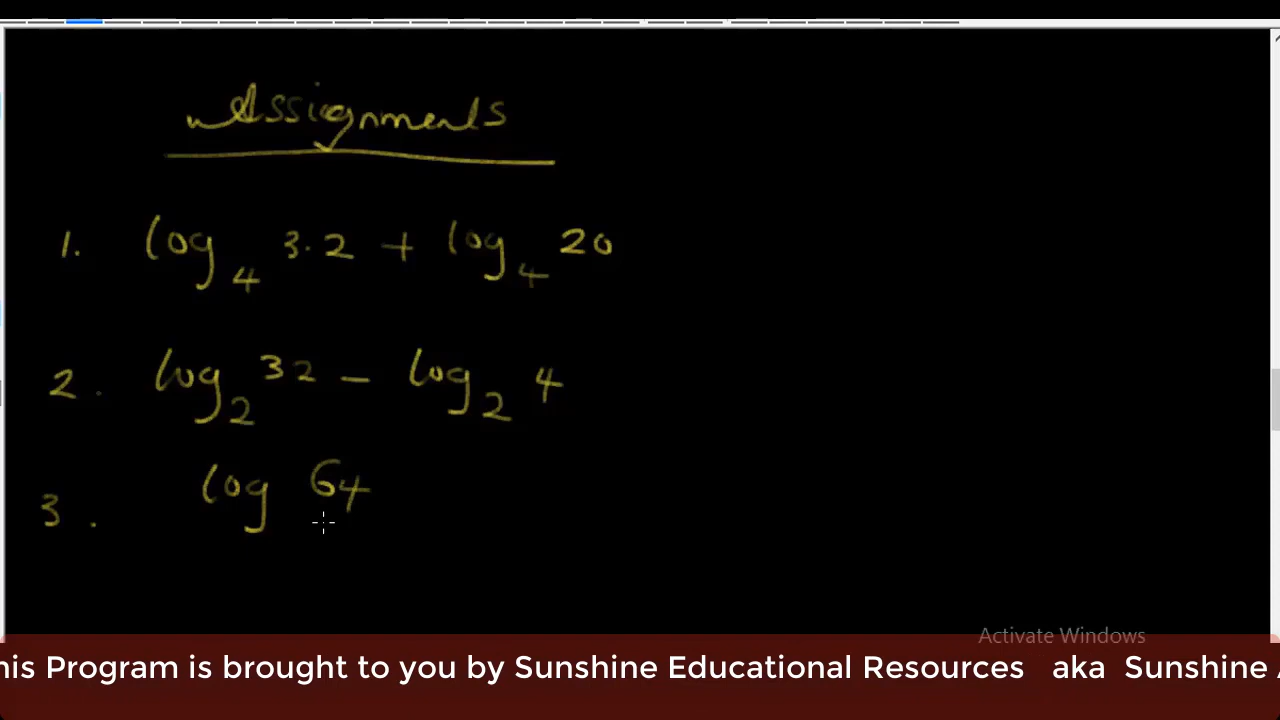 Assignments
1. log₄ 3.2 + log₄ 20
2. log₂ 32 - log₂ 4
3. log 64
Activate Windows
his Program is brought to you by Sunshine Educational Resources aka Sunshine